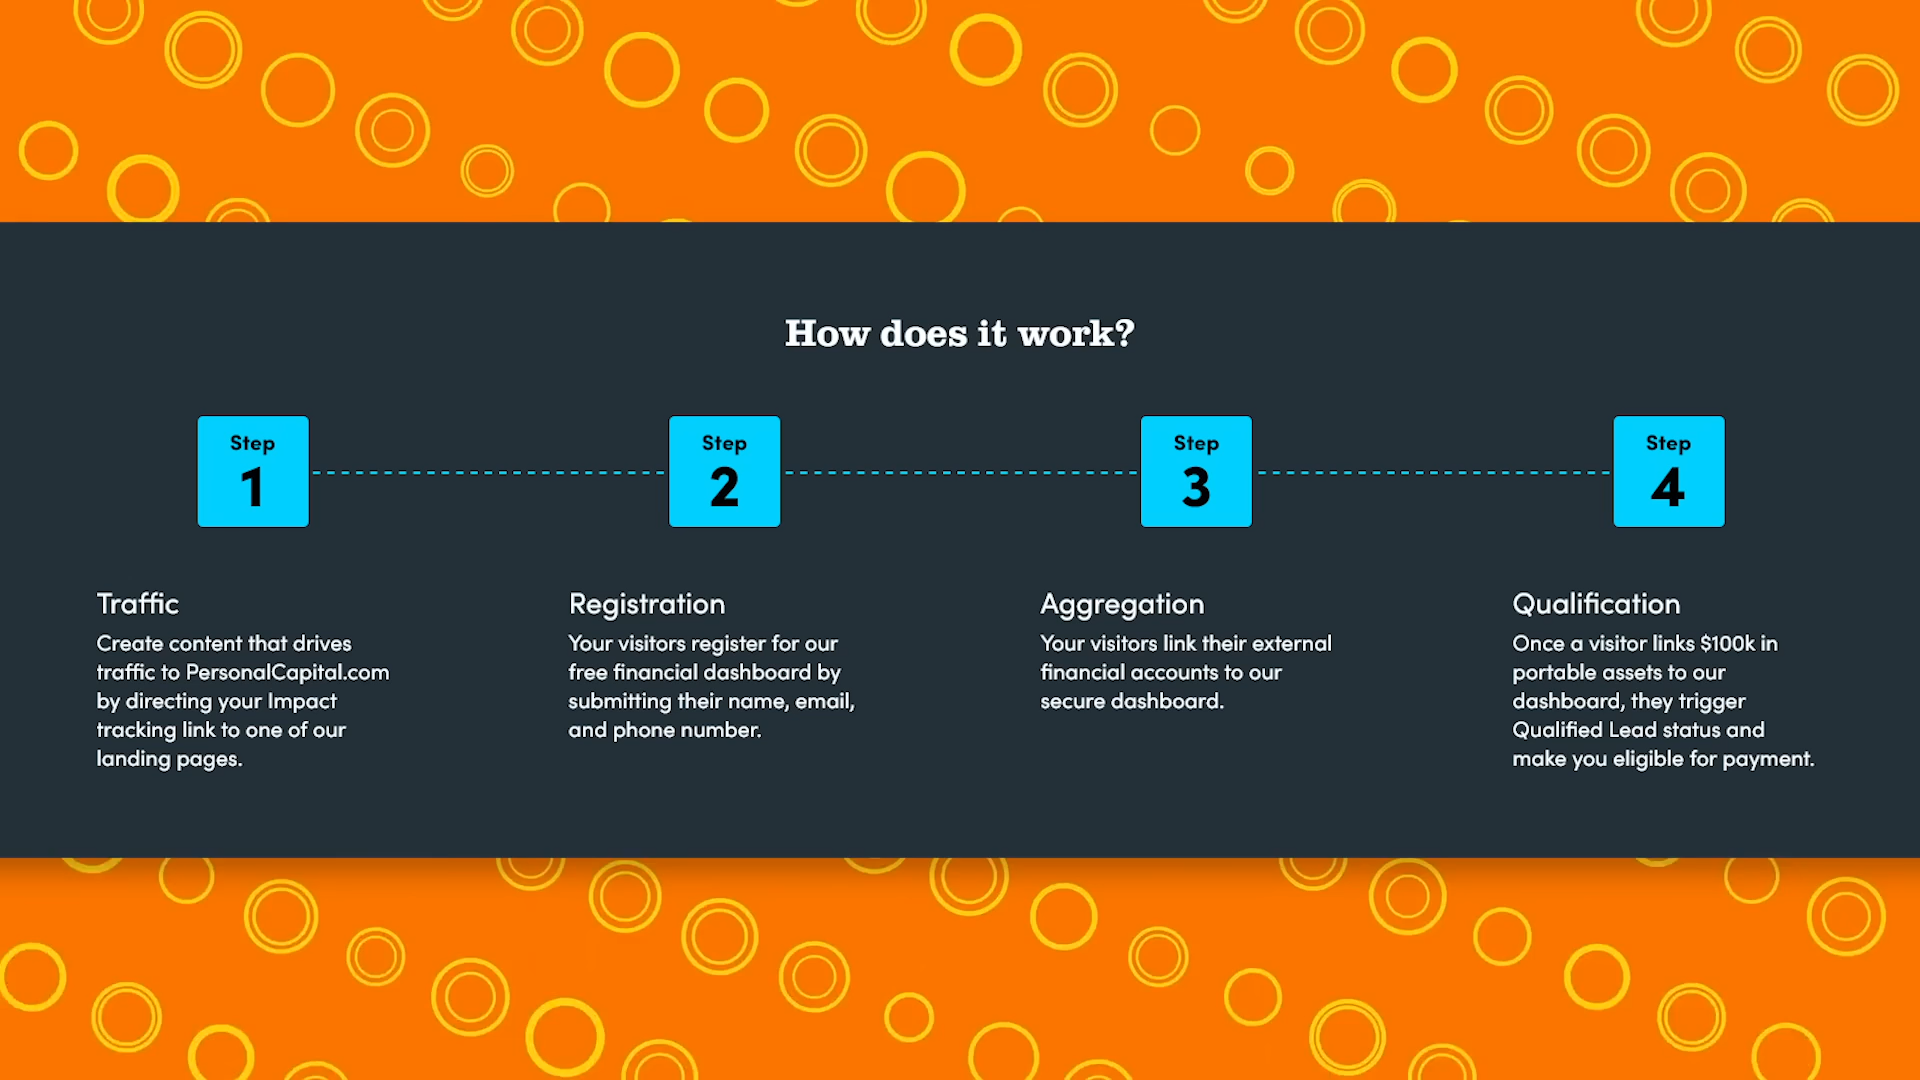 How does it work?
Step
1
Step
2
Step
3
Step
4
Traffic
Create content that drives
traffic to PersonalCapital.com
by directing your Impact
tracking link to one of our
landing pages.
Registration
Your visitors register for our
free financial dashboard by
submitting their name, email,
and phone number.
Aggregation
Your visitors link their external
financial accounts to our
secure dashboard.
Qualification
Once a visitor links $100k in
portable assets to our
dashboard, they trigger
Qualified Lead status and
make you eligible for payment.